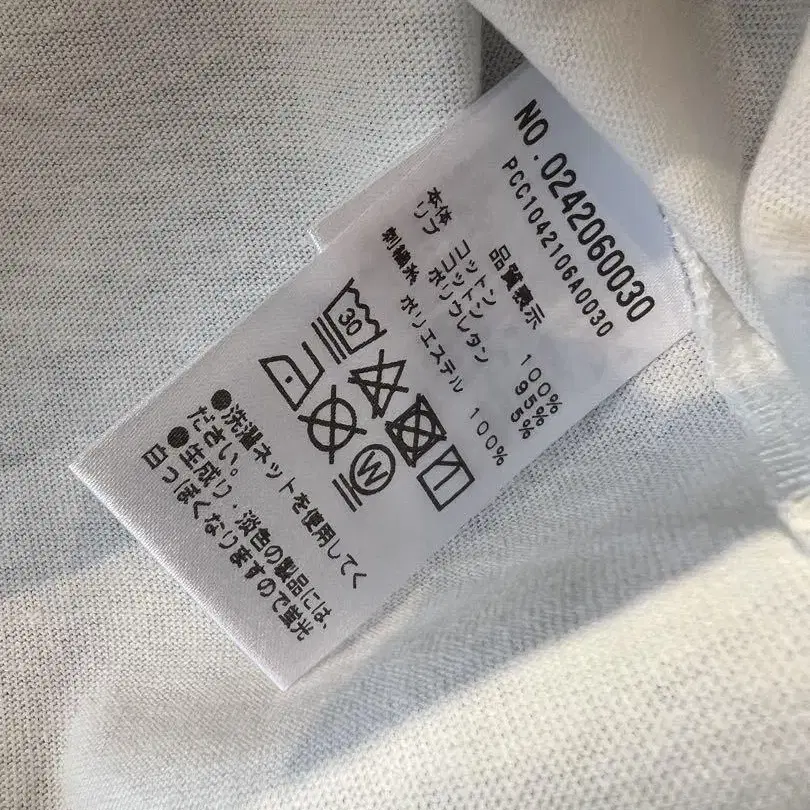 NO.0242060030
PCC1042106A0030
品質表示
本体 コットン 100%
リブ コットン 95%
ポリウレタン 5%
刺繍糸 ポリエステル 100%
30
W
●洗濯ネットを使用してく
ださい。
●生成り・淡色の製品には、
白っぽくなりますので蛍光